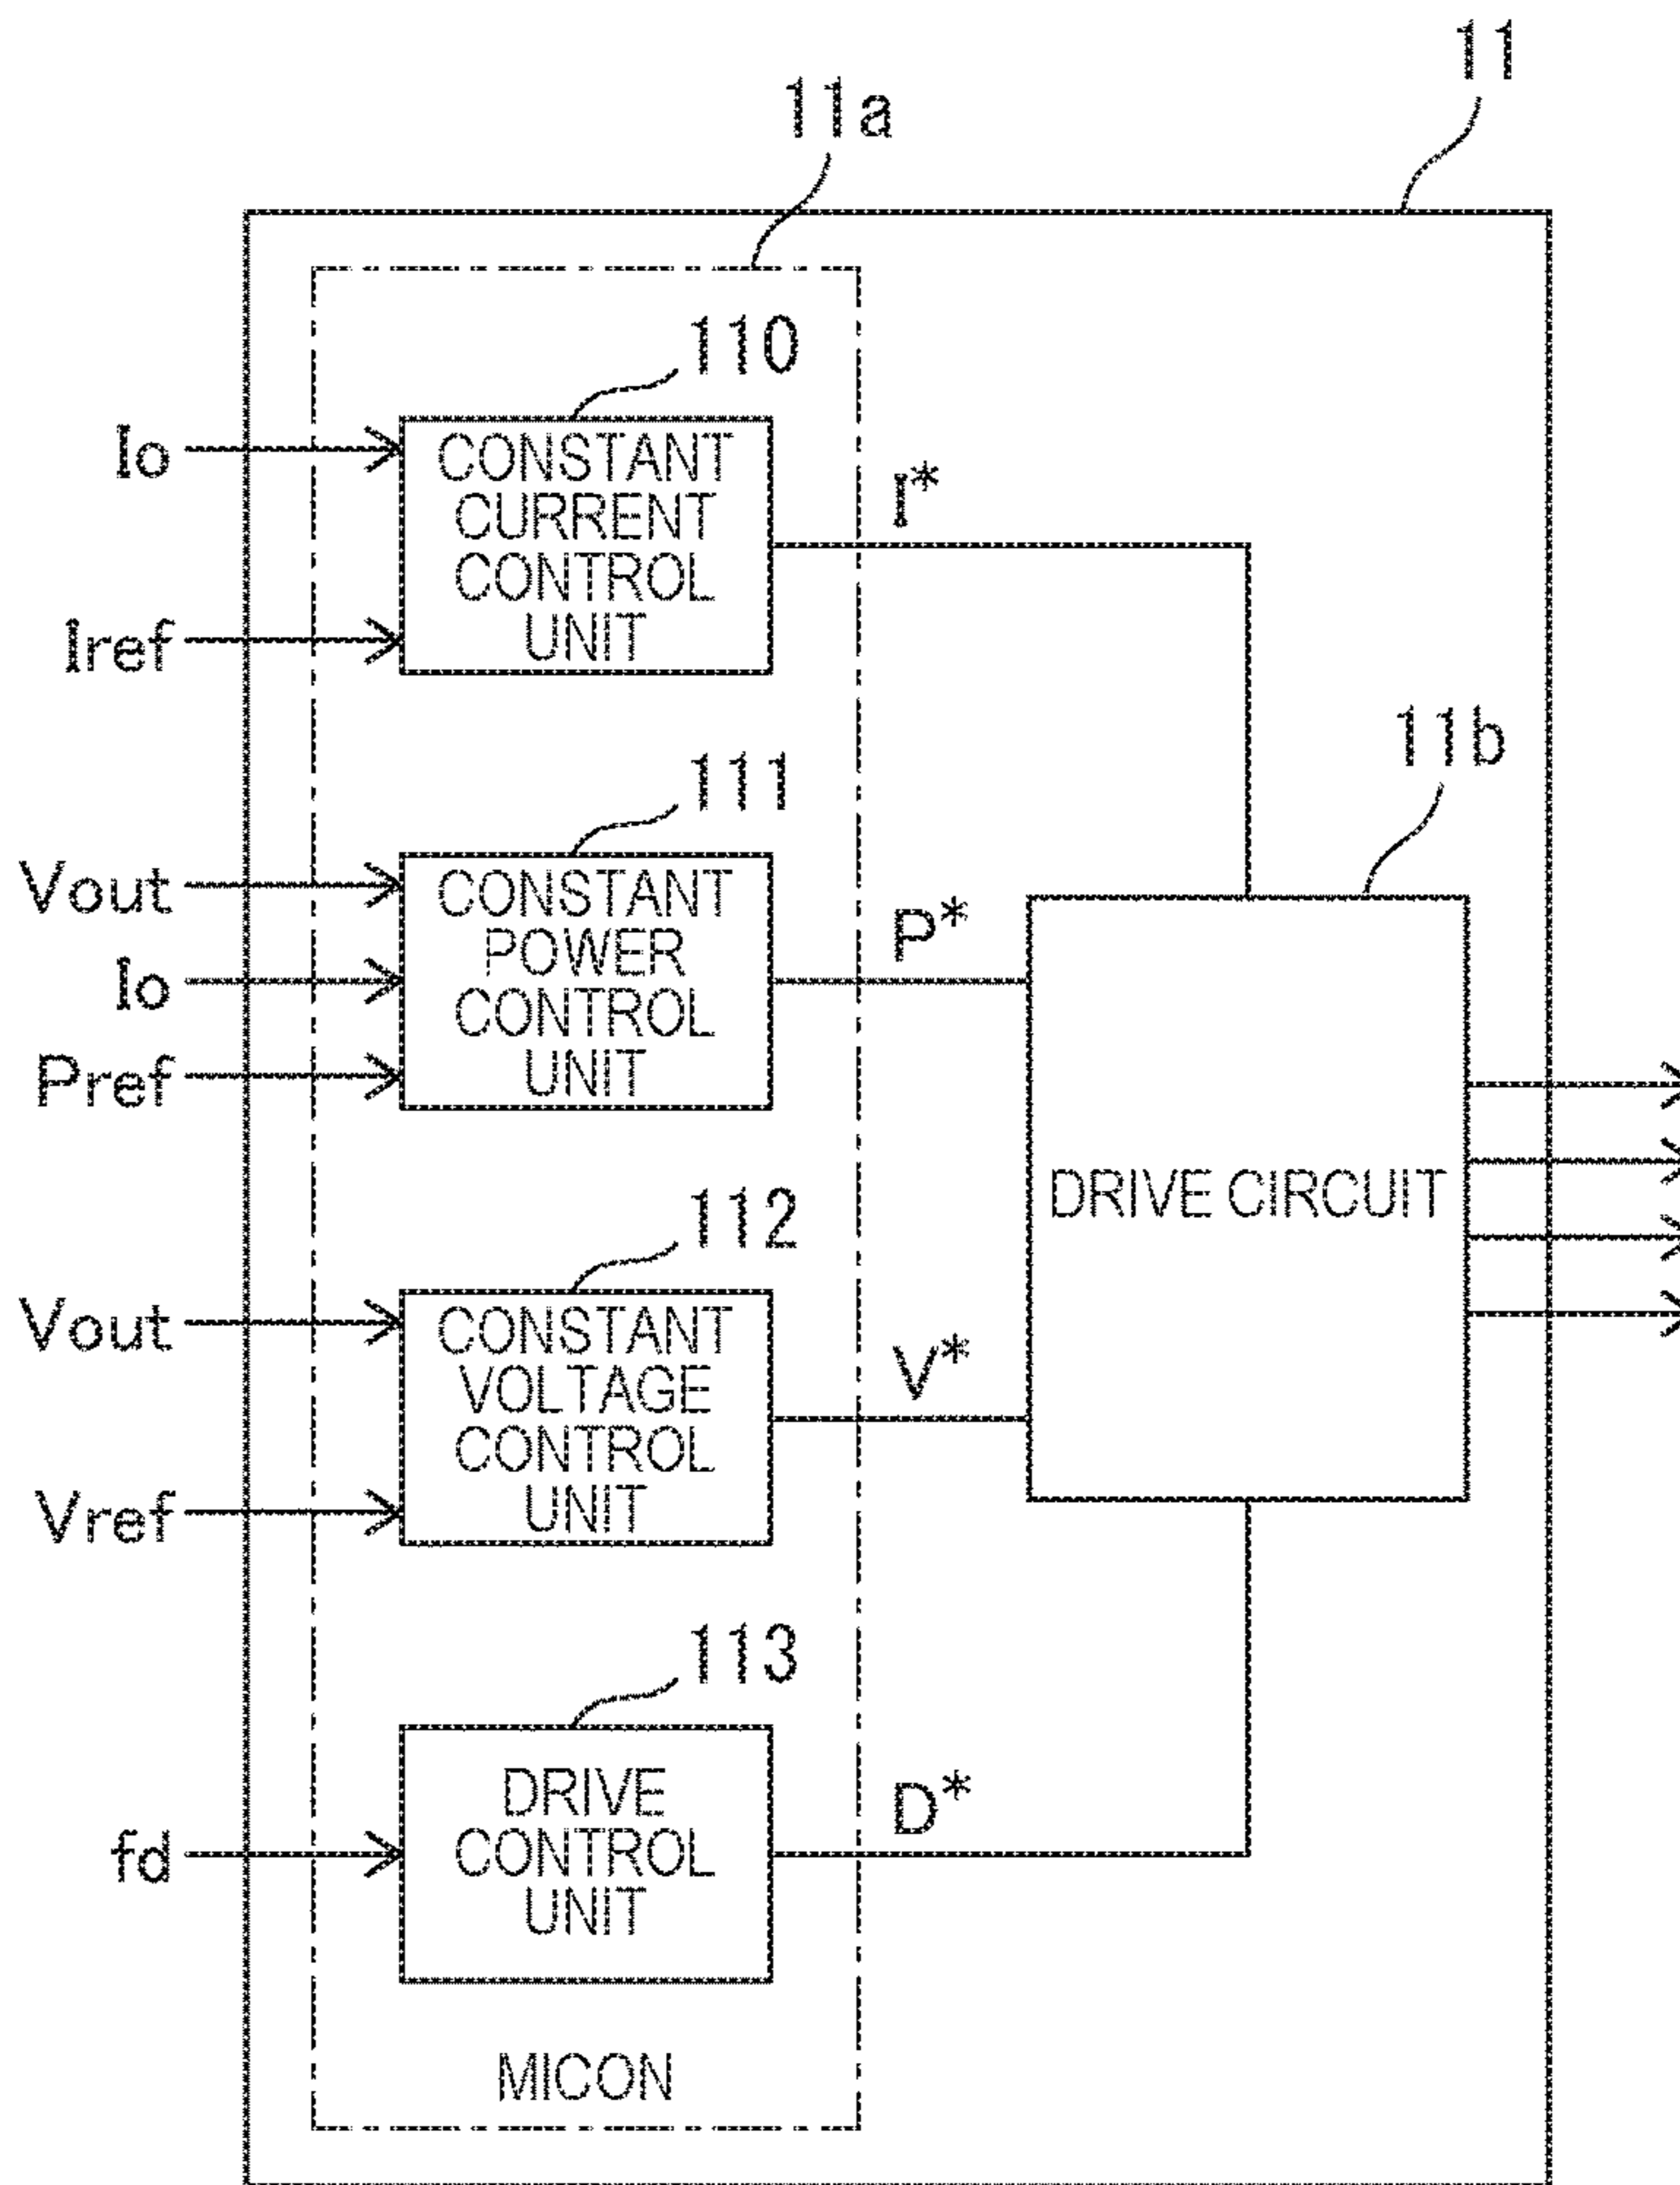 11
11a
110
Io
CONSTANT
CURRENT
CONTROL
UNIT
I*
Iref
11b
111
Vout
CONSTANT
POWER
CONTROL
UNIT
P*
Io
Pref
DRIVE CIRCUIT
112
Vout
CONSTANT
VOLTAGE
CONTROL
UNIT
V*
Vref
113
DRIVE
CONTROL
UNIT
D*
fd
MICON